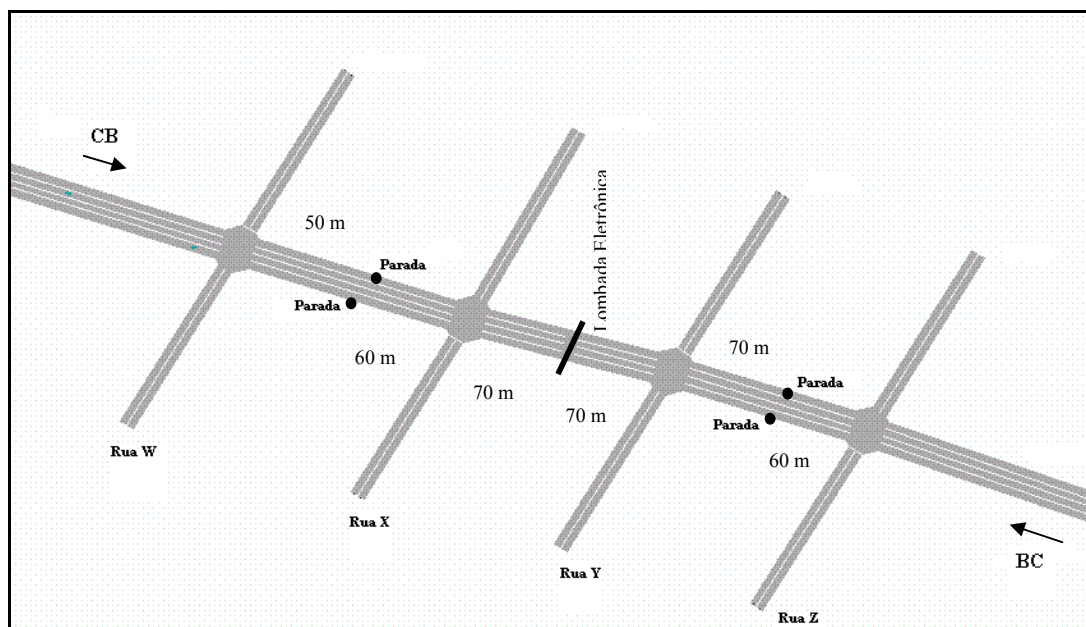 CB
50 m
Parada
Parada
Lombada Eletrônica
60 m
70 m
70 m
70 m
Parada
Parada
60 m
Rua W
Rua X
Rua Y
Rua Z
BC